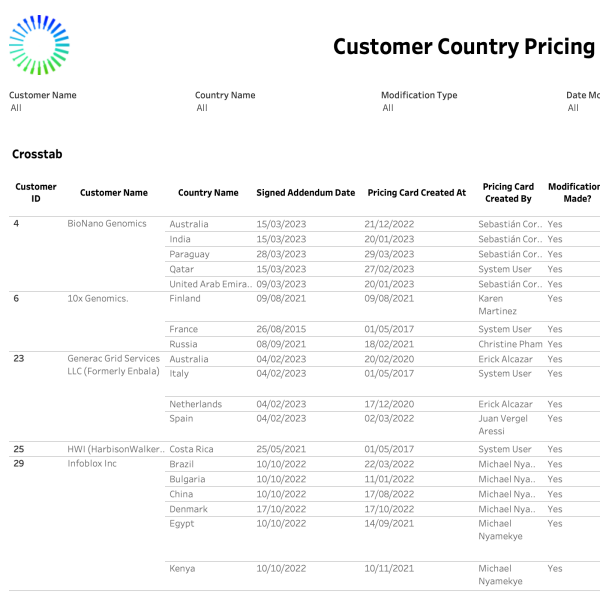 Customer Country Pricing
Customer Name Country Name Modification Type Date Mo
All All All All
Crosstab
Customer ID Customer Name Country Name Signed Addendum Date Pricing Card Created At Pricing Card Created By Modification Made?
4 BioNano Genomics Australia 15/03/2023 21/12/2022 Sebastián Cor.. Yes
India 15/03/2023 20/01/2023 Sebastián Cor.. Yes
Paraguay 28/03/2023 29/03/2023 Sebastián Cor.. Yes
Qatar 15/03/2023 27/02/2023 System User Yes
United Arab Emira.. 09/03/2023 20/01/2023 Sebastián Cor.. Yes
6 10x Genomics. Finland 09/08/2021 09/08/2021 Karen Yes
Martinez
France 26/08/2015 01/05/2017 System User Yes
Russia 08/09/2021 18/02/2021 Christine Pham Yes
23 Generac Grid Services Australia 04/02/2023 20/02/2020 Erick Alcazar Yes
LLC (Formerly Enbala) Italy 04/02/2023 01/05/2017 System User Yes
Netherlands 04/02/2023 17/12/2020 Erick Alcazar Yes
Spain 04/02/2023 02/03/2022 Juan Vergel Yes
Aressi
25 HWI (HarbisonWalker.. Costa Rica 25/05/2021 01/05/2017 System User Yes
29 Infoblox Inc Brazil 10/10/2022 22/03/2022 Michael Nya.. Yes
Bulgaria 10/10/2022 11/01/2022 Michael Nya.. Yes
China 10/10/2022 17/08/2022 Michael Nya.. Yes
Denmark 17/10/2022 17/10/2022 Michael Nya.. Yes
Egypt 10/10/2022 14/09/2021 Michael Yes
Nyamekye
Kenya 10/10/2022 10/11/2021 Michael Yes
Nyamekye